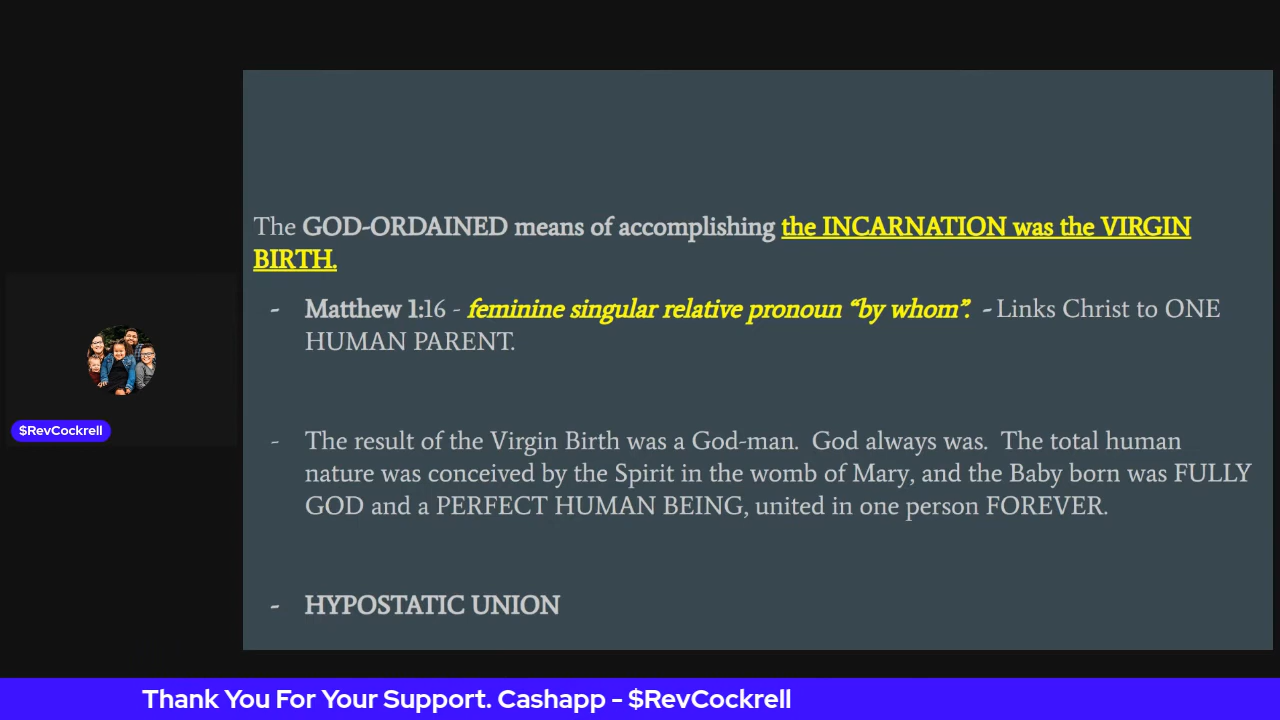 The GOD-ORDAINED means of accomplishing the INCARNATION was the VIRGIN
BIRTH.
- Matthew 1:16 - feminine singular relative pronoun “by whom”. - Links Christ to ONE
HUMAN PARENT.
- The result of the Virgin Birth was a God-man. God always was. The total human
nature was conceived by the Spirit in the womb of Mary, and the Baby born was FULLY
GOD and a PERFECT HUMAN BEING, united in one person FOREVER.
- HYPOSTATIC UNION
$RevCockrell
Thank You For Your Support. Cashapp - $RevCockrell